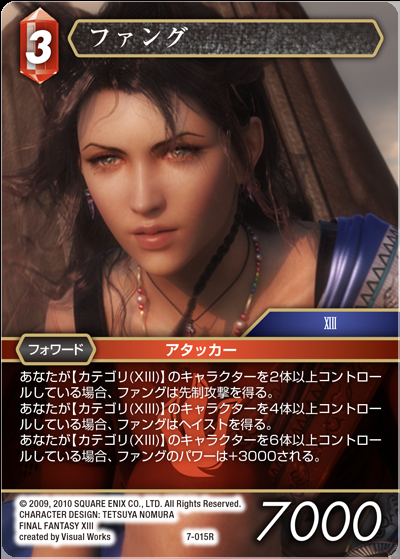 3
ファング
XIII
フォワード
アタッカー
あなたが【カテゴリ(XIII)】のキャラクターを2体以上コントロー
ルしている場合、ファングは先制攻撃を得る。
あなたが【カテゴリ(XIII)】のキャラクターを4体以上コントロー
ルしている場合、ファングはヘイストを得る。
あなたが【カテゴリ(XIII)】のキャラクターを6体以上コントロー
ルしている場合、ファングのパワーは+3000される。
© 2009, 2010 SQUARE ENIX CO., LTD. All Rights Reserved.
CHARACTER DESIGN: TETSUYA NOMURA
FINAL FANTASY XIII
created by Visual Works
7-015R
7000